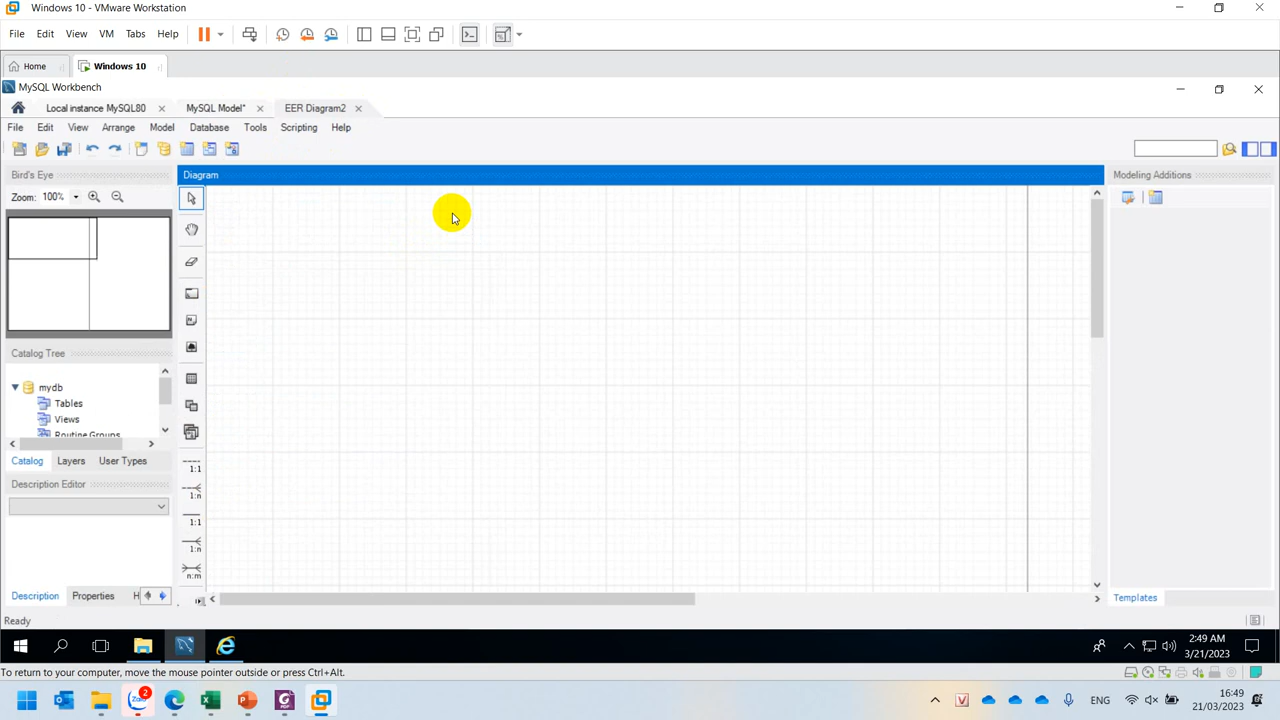 Windows 10 - VMware Workstation
File Edit View VM Tabs Help
Home Windows 10
MySQL Workbench
Local instance MySQL80 MySQL Model* EER Diagram2
File Edit View Arrange Model Database Tools Scripting Help
Bird's Eye Diagram Modeling Additions
Zoom: 100%
Catalog Tree
mydb
Tables
Views
Routine Groups
Catalog Layers User Types
1:1
Description Editor
1:n
1:1
1:n
n:m
Description Properties H
Templates
Ready
2:49 AM
3/21/2023
To return to your computer, move the mouse pointer outside or press Ctrl+Alt.
2
Zalo
ENG
16:49
21/03/2023